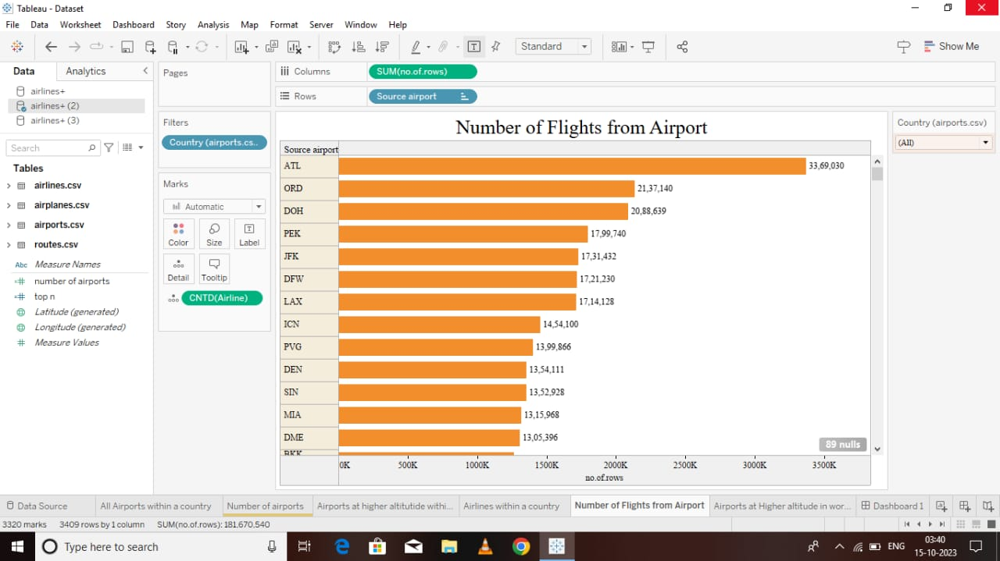 Tableau - Dataset
File Data Worksheet Dashboard Story Analysis Map Format Server Window Help
Standard
Show Me
Data Analytics
airlines+
airlines+ (2)
airlines+ (3)
Search
Tables
airlines.csv
airplanes.csv
airports.csv
routes.csv
Abc Measure Names
number of airports
top n
Latitude (generated)
Longitude (generated)
Measure Values
Pages
Filters
Country (airports.cs..
Marks
Automatic
Color Size Label
Detail Tooltip
CNTD(Airline)
Columns SUM(no.of.rows)
Rows Source airport
Number of Flights from Airport
Source airport
ATL 33,69,030
ORD 21,37,140
DOH 20,88,639
PEK 17,99,740
JFK 17,31,432
DFW 17,21,230
LAX 17,14,128
ICN 14,54,100
PVG 13,99,866
DEN 13,54,111
SIN 13,52,928
MIA 13,15,968
DME 13,05,396
BKK
89 nulls
0K 500K 1000K 1500K 2000K 2500K 3000K 3500K
no.of.rows
Country (airports.csv)
(All)
Data Source All Airports within a country Number of airports Airports at higher altitutide withi... Airlines within a country Number of Flights from Airport Airports at Higher altitude in wor... Dashboard 1
3320 marks 3409 rows by 1 column SUM(no.of.rows): 181,670,540
Type here to search
ENG
03:40
15-10-2023